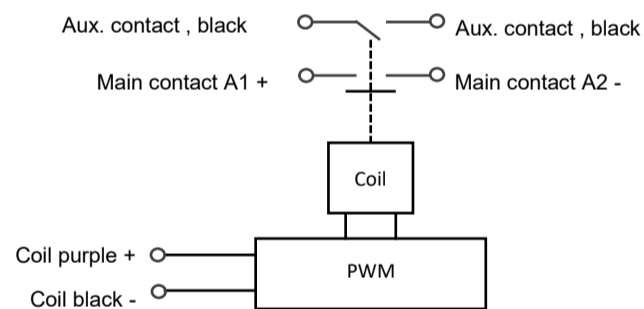 Aux. contact , black
Aux. contact , black
Main contact A1 +
Main contact A2 -
Coil
Coil purple +
PWM
Coil black -